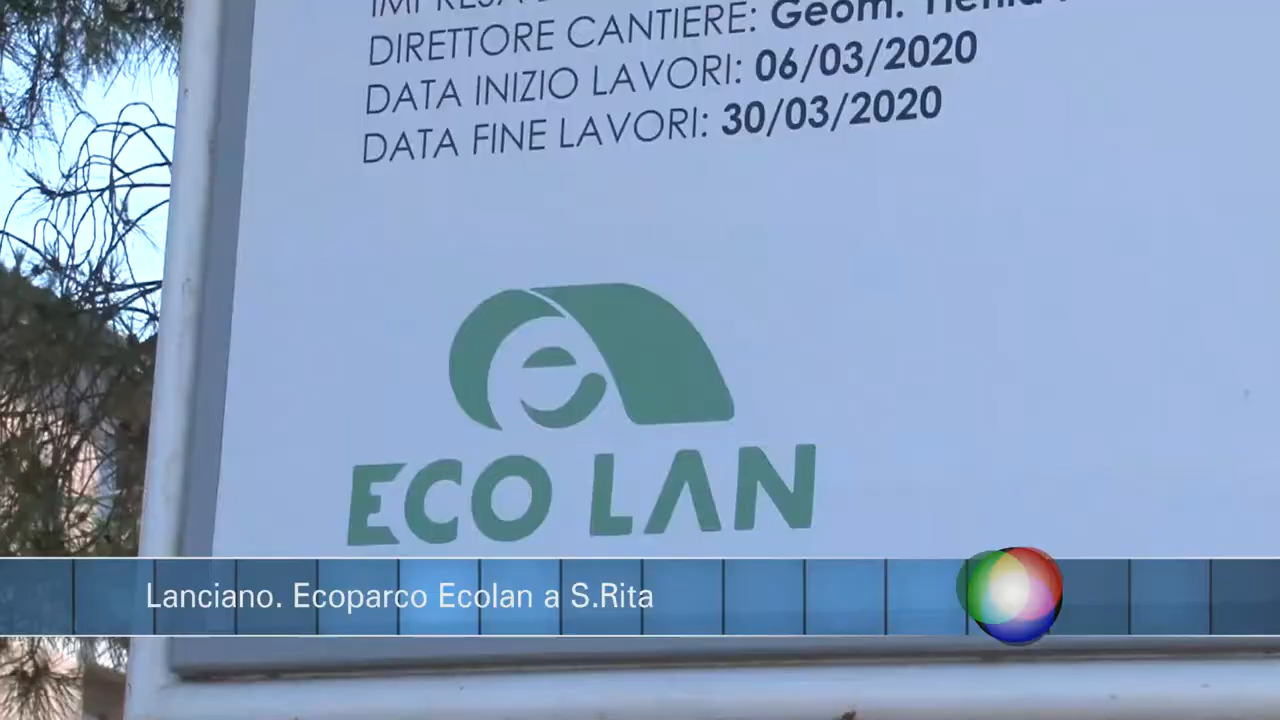 IMPRESA
DIRETTORE CANTIERE: Geom.
DATA INIZIO LAVORI: 06/03/2020
DATA FINE LAVORI: 30/03/2020
e
ECO LAN
Lanciano. Ecoparco Ecolan a S.Rita